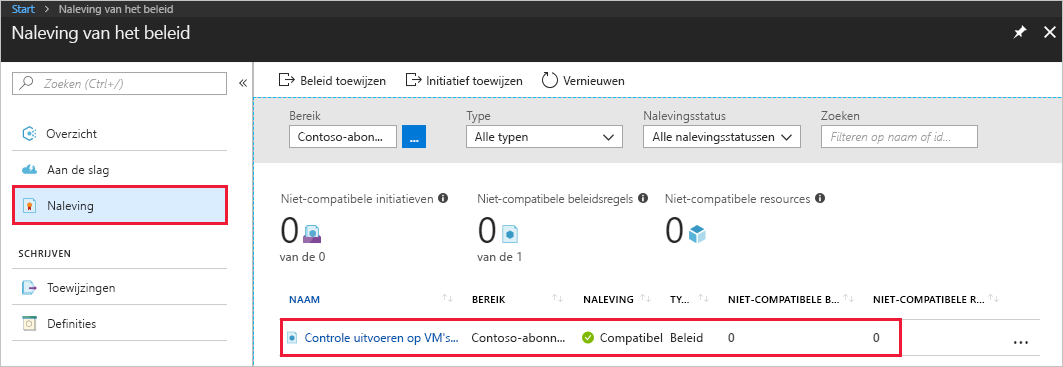 Start > Naleving van het beleid
Naleving van het beleid
Zoeken (Ctrl+/)
«
Overzicht
Aan de slag
Naleving
SCHRIJVEN
Toewijzingen
Definities
Beleid toewijzen Initiatief toewijzen Vernieuwen
Bereik Type Nalevingsstatus Zoeken
Contoso-abonn... ... Alle typen Alle nalevingsstatussen Filteren op naam of id...
Niet-compatibele initiatieven Niet-compatibele beleidsregels Niet-compatibele resources
0 0 0
van de 0 van de 1
NAAM BEREIK NALEVING TY... NIET-COMPATIBELE B... NIET-COMPATIBELE R...
Controle uitvoeren op VM's... Contoso-abonn... Compatibel Beleid 0 0 ...